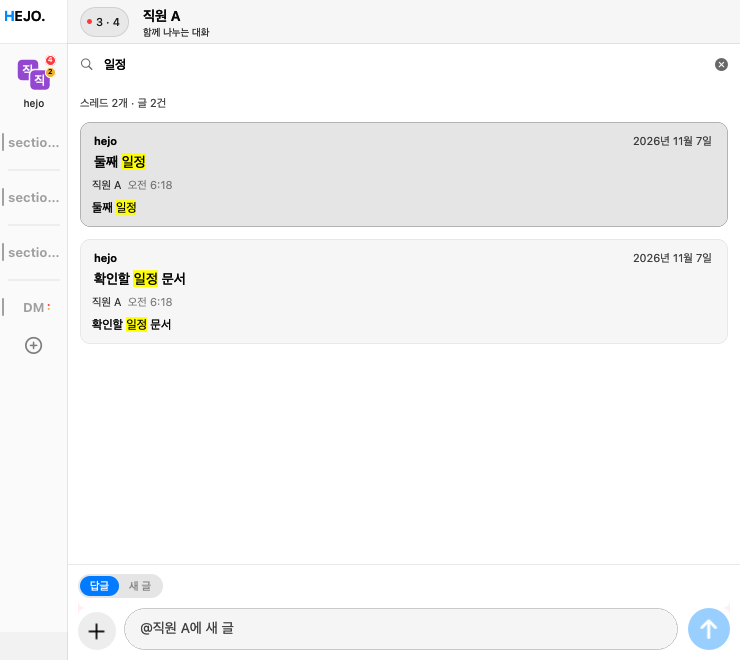 HEJO.
3 · 4
직원 A
함께 나누는 대화
직
직
4
2
hejo
sectio...
sectio...
sectio...
DM
일정
스레드 2개 · 글 2건
hejo
2026년 11월 7일
둘째 일정
직원 A 오전 6:18
둘째 일정
hejo
2026년 11월 7일
확인할 일정 문서
직원 A 오전 6:18
확인할 일정 문서
답글
새 글
@직원 A에 새 글